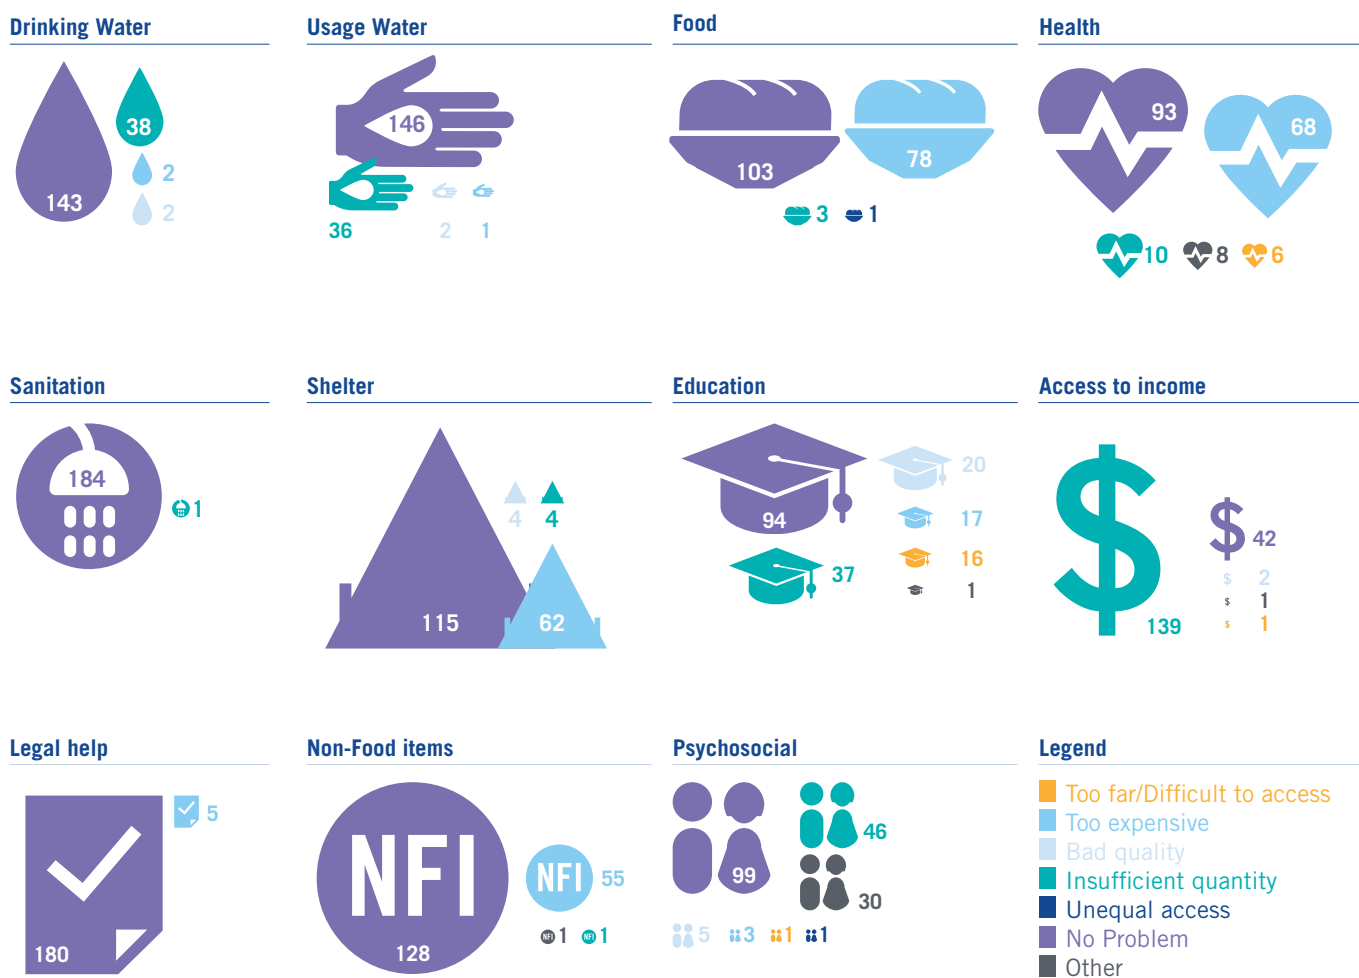 Drinking Water
143
38
2
2
Usage Water
146
36
2
1
Food
103
78
3
1
Health
93
68
10
8
6
Sanitation
184
1
Shelter
115
4
4
62
Education
94
37
20
17
16
1
Access to income
$
139
$
42
$ 2
$ 1
$ 1
Legal help
180
5
Non-Food items
NFI
128
NFI
55
NFI 1
NFI 1
Psychosocial
99
46
30
5
3
1
1
Legend
Too far/Difficult to access
Too expensive
Bad quality
Insufficient quantity
Unequal access
No Problem
Other